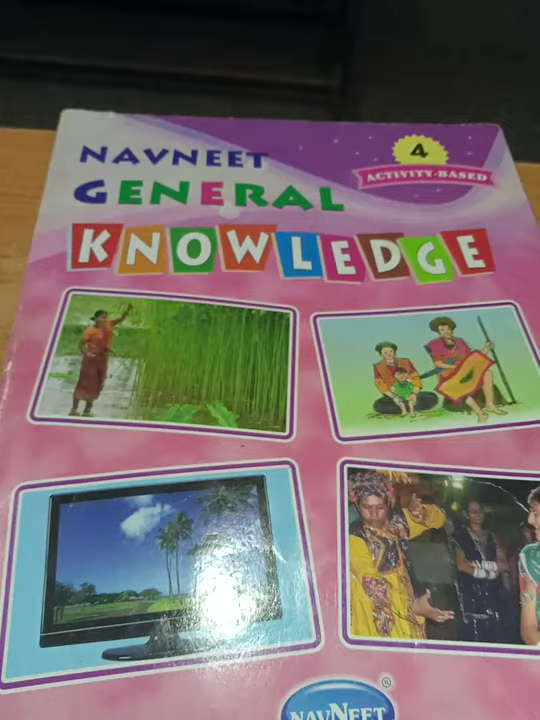 NAVNEET
4
ACTIVITY-BASED
GENERAL
KNOWLEDGE
NAVNEET
®